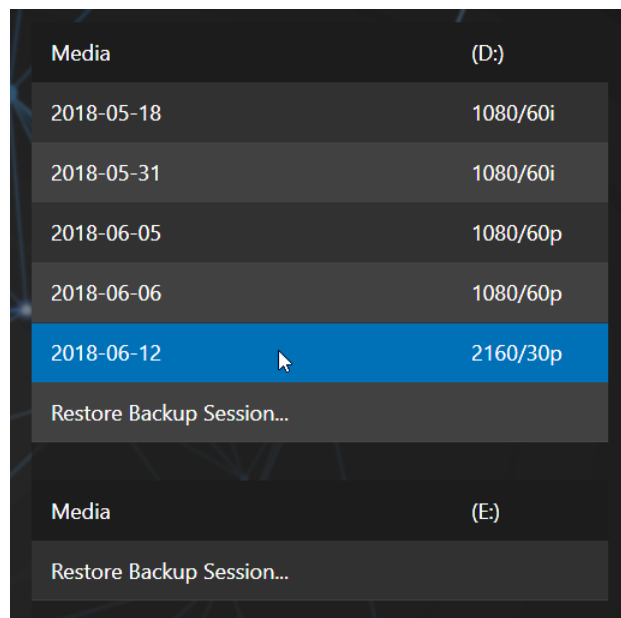 Media (D:)
2018-05-18 1080/60i
2018-05-31 1080/60i
2018-06-05 1080/60p
2018-06-06 1080/60p
2018-06-12 2160/30p
Restore Backup Session...
Media (E:)
Restore Backup Session...